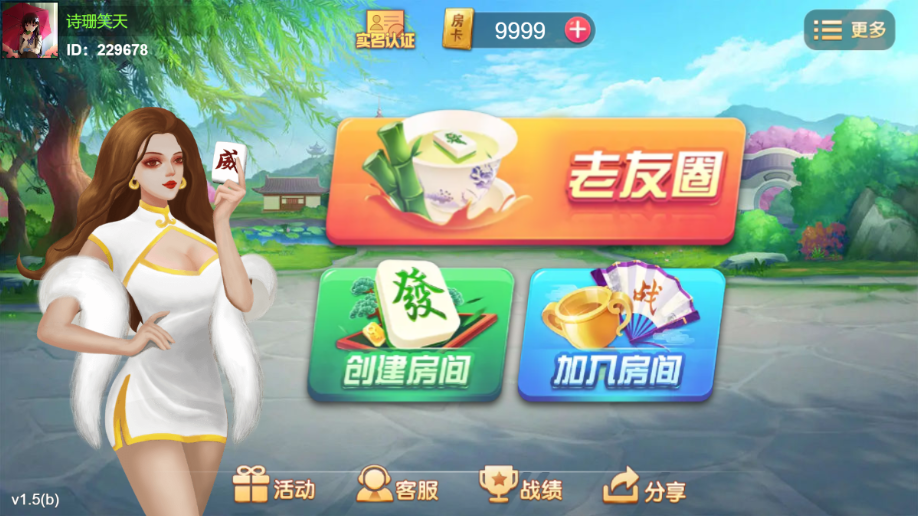 诗珊笑天
ID：229678
实名认证
房卡
9999
更多
威
老友圈
發
创建房间
战
加入房间
活动
客服
战绩
分享
v1.5(b)